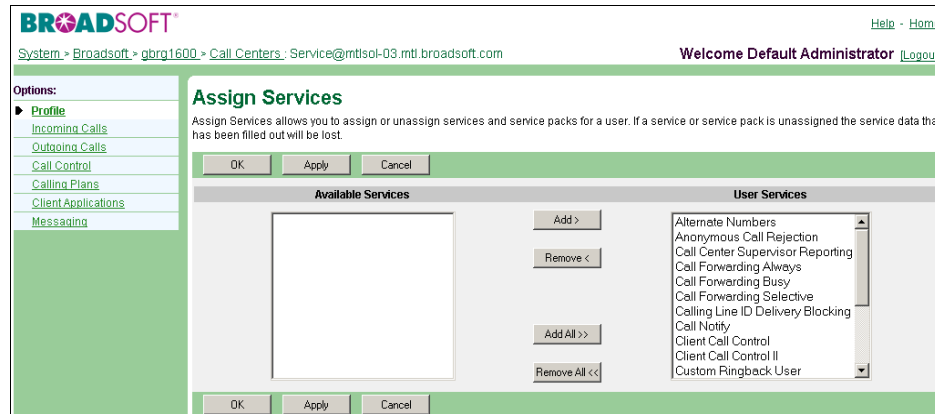 BROADSOFT
Help - Hom
System > Broadsoft > gbrg1600 > Call Centers : Service@mtlsol-03.mtl.broadsoft.com
Welcome Default Administrator [Logou
Options:
Profile
Incoming Calls
Outgoing Calls
Call Control
Calling Plans
Client Applications
Messaging
Assign Services
Assign Services allows you to assign or unassign services and service packs for a user. If a service or service pack is unassigned the service data tha
has been filled out will be lost.
OK Apply Cancel
Available Services
User Services
Add >
Remove <
Add All >>
Remove All <<
Alternate Numbers
Anonymous Call Rejection
Call Center Supervisor Reporting
Call Forwarding Always
Call Forwarding Busy
Call Forwarding Selective
Calling Line ID Delivery Blocking
Call Notify
Client Call Control
Client Call Control II
Custom Ringback User
OK Apply Cancel